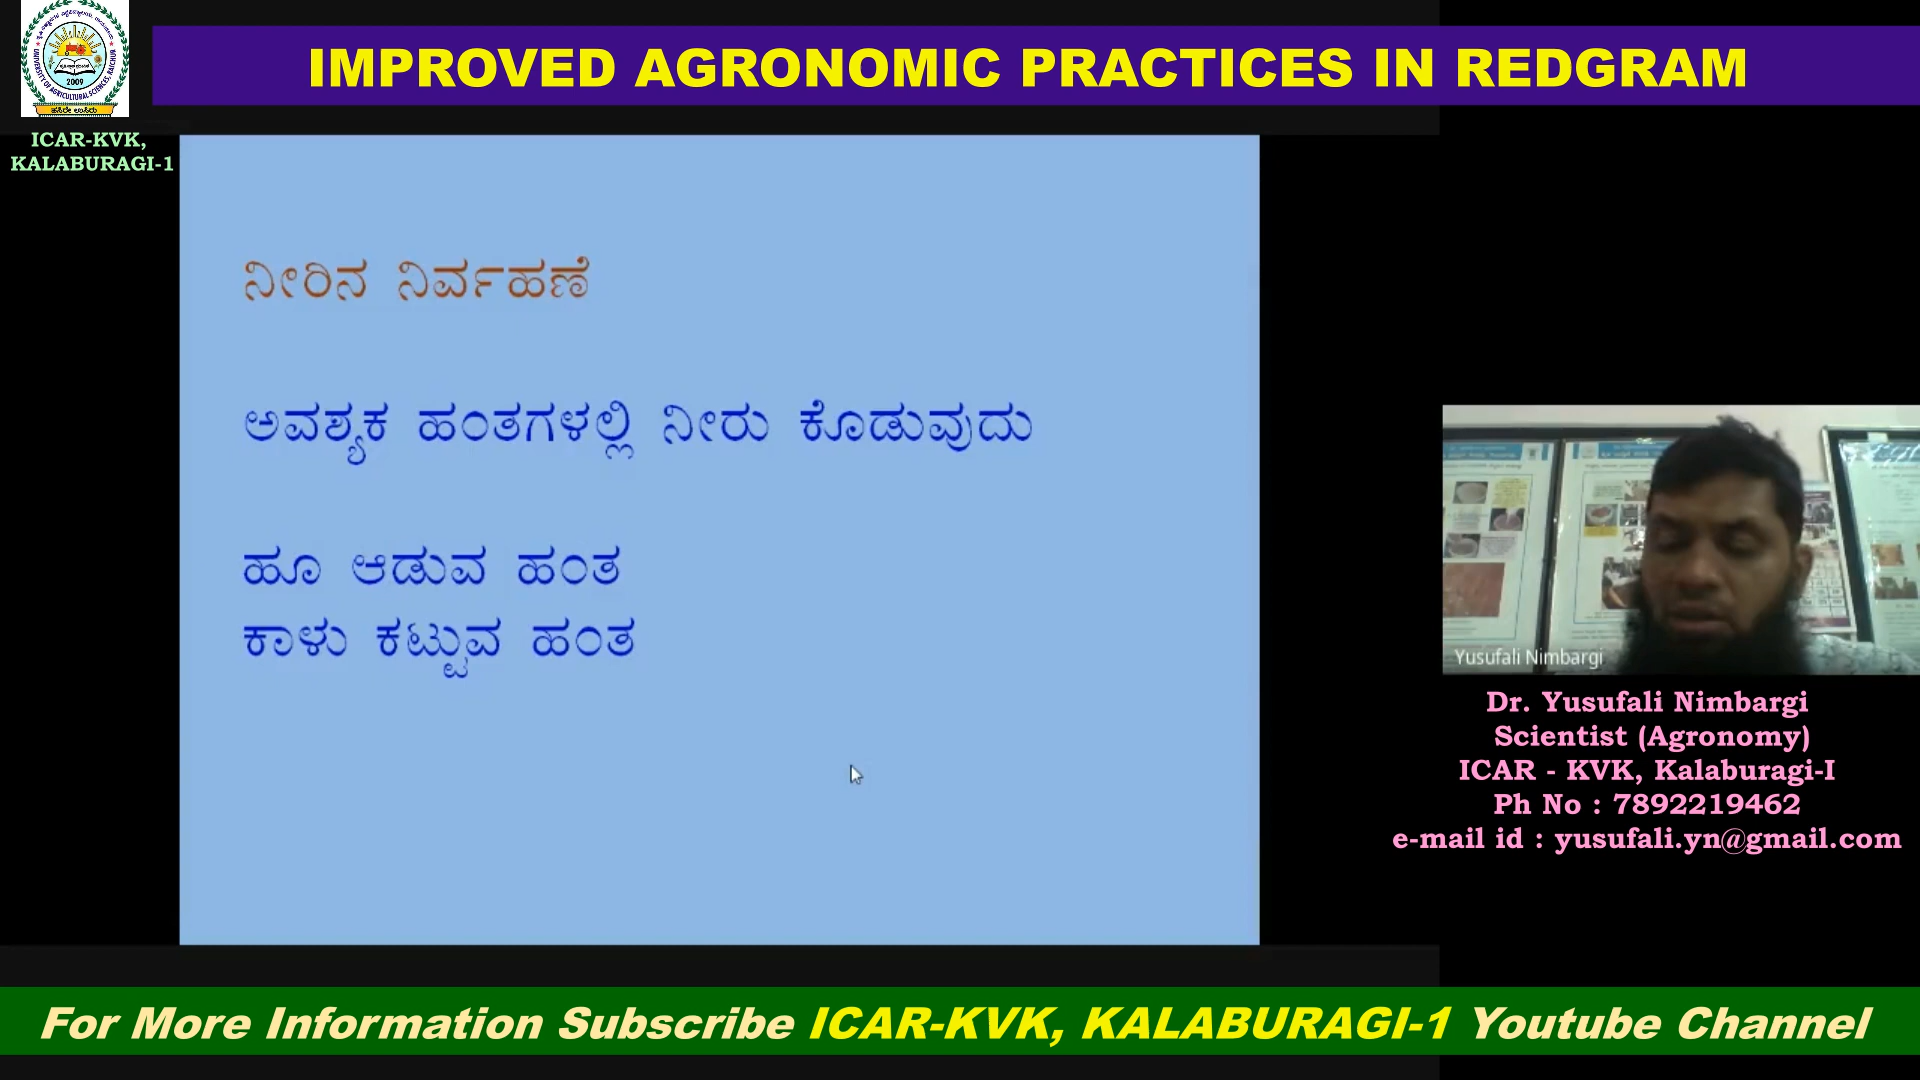 IMPROVED AGRONOMIC PRACTICES IN REDGRAM
2009
ICAR-KVK,
KALABURAGI-1
ನೀರಿನ ನಿರ್ವಹಣೆ
ಅವಶ್ಯಕ ಹಂತಗಳಲ್ಲಿ ನೀರು ಕೊಡುವುದು
ಹೂ ಆಡುವ ಹಂತ
ಕಾಳು ಕಟ್ಟುವ ಹಂತ
Yusufali Nimbargi
Dr. Yusufali Nimbargi
Scientist (Agronomy)
ICAR - KVK, Kalaburagi-I
Ph No : 7892219462
e-mail id : yusufali.yn@gmail.com
For More Information Subscribe ICAR-KVK, KALABURAGI-1 Youtube Channel